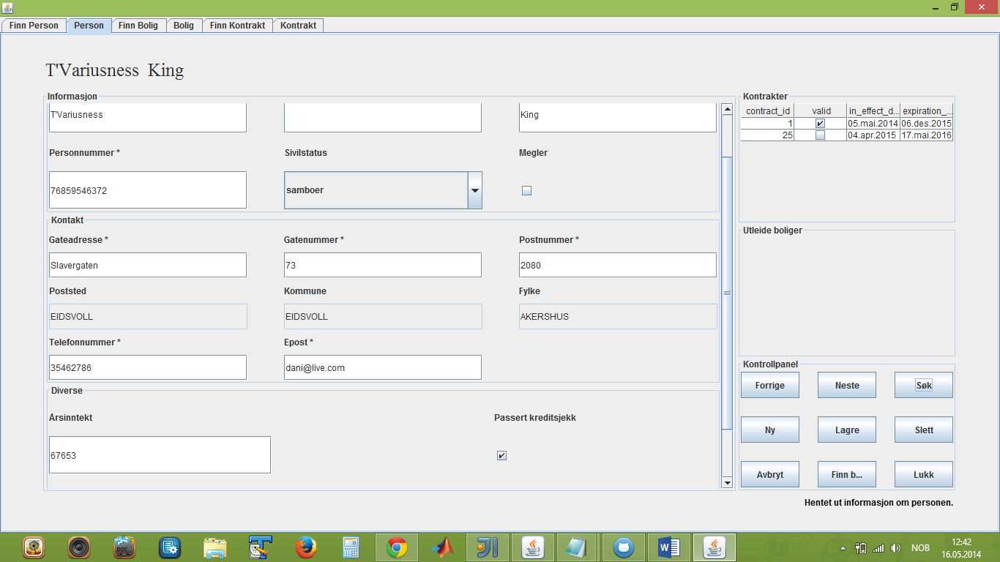 Finn Person Person Finn Bolig Bolig Finn Kontrakt Kontrakt
T'Variusness King
Informasjon
T'Variusness King
Personnummer * Sivilstatus Megler
76859546372 samboer
Kontakt
Gateadresse * Gatenummer * Postnummer *
Slavergaten 73 2080
Poststed Kommune Fylke
EIDSVOLL EIDSVOLL AKERSHUS
Telefonnummer * Epost *
35462786 dani@live.com
Diverse
Årsinntekt Passert kreditsjekk
67653
Kontrakter
contract_id valid in_effect_d... expiration_...
1 05.mai.2014 06.des.2015
25 04.apr.2015 17.mai.2016
Utleide boliger
Kontrollpanel
Forrige Neste Søk
Ny Lagre Slett
Avbryt Finn b... Lukk
Hentet ut informasjon om personen.
DOC
NOB 12:42
16.05.2014